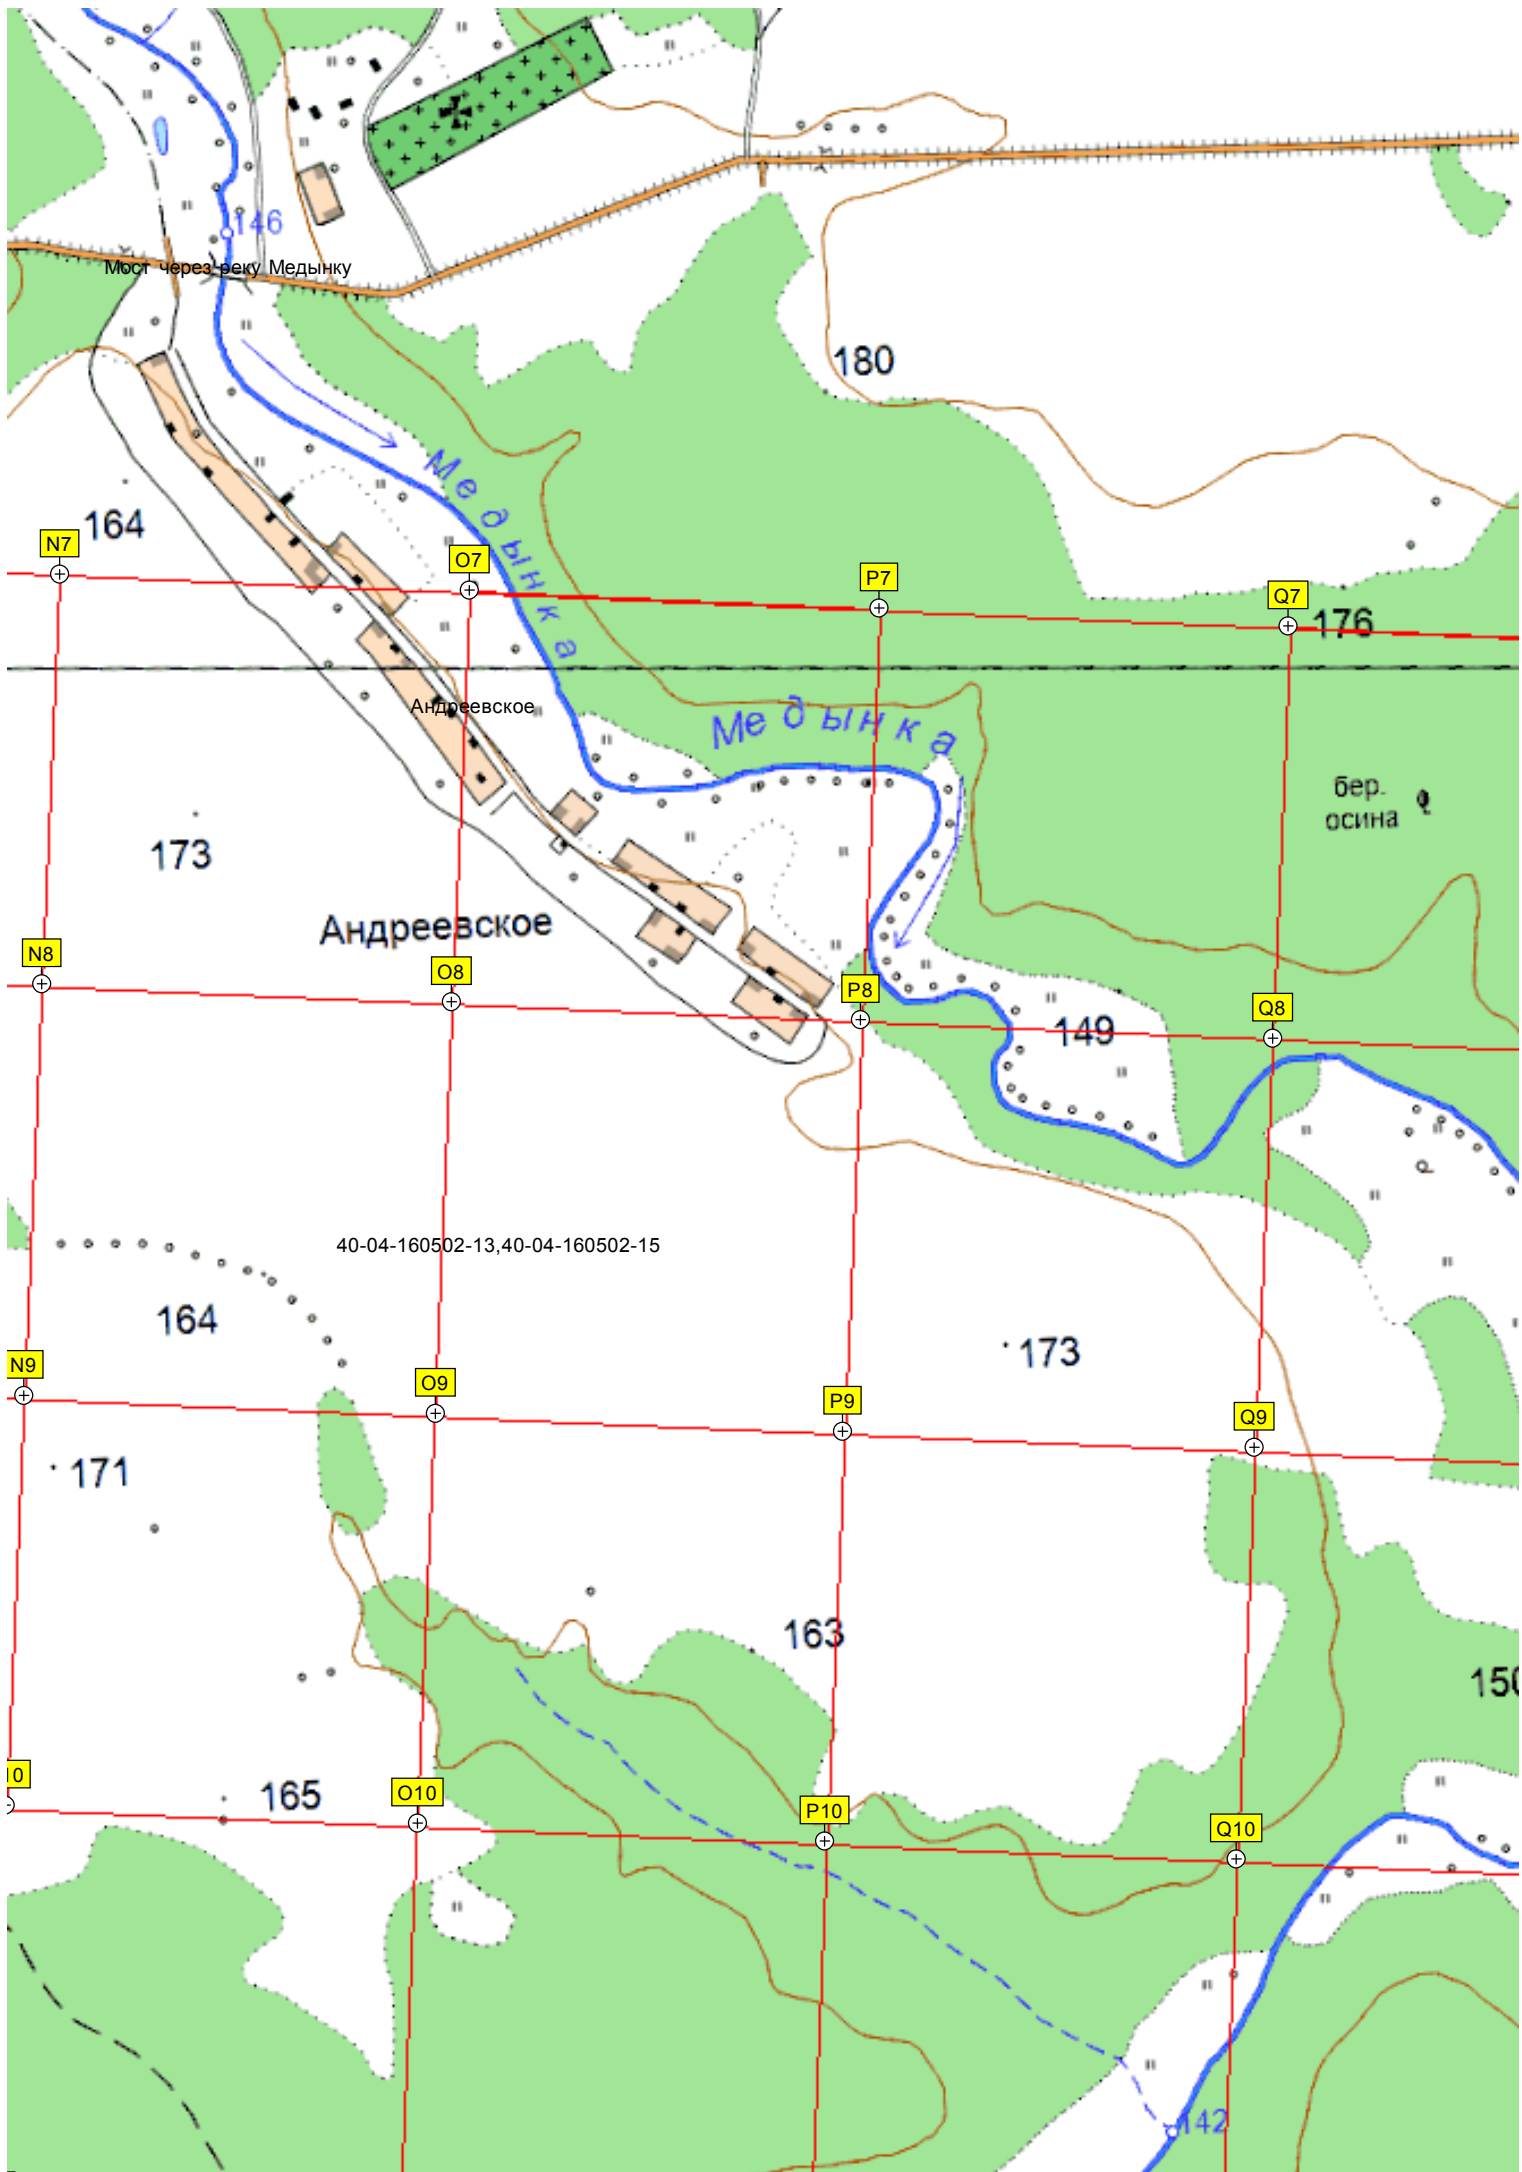 146
Мост через реку Медынку
180
Медынка
164
N7
O7
P7
Q7
176
Андреевское
Медынка
бер.
осина
173
Андреевское
N8
O8
P8
Q8
149
40-04-160502-13,40-04-160502-15
164
173
N9
O9
P9
Q9
171
163
150
10
165
O10
P10
Q10
142